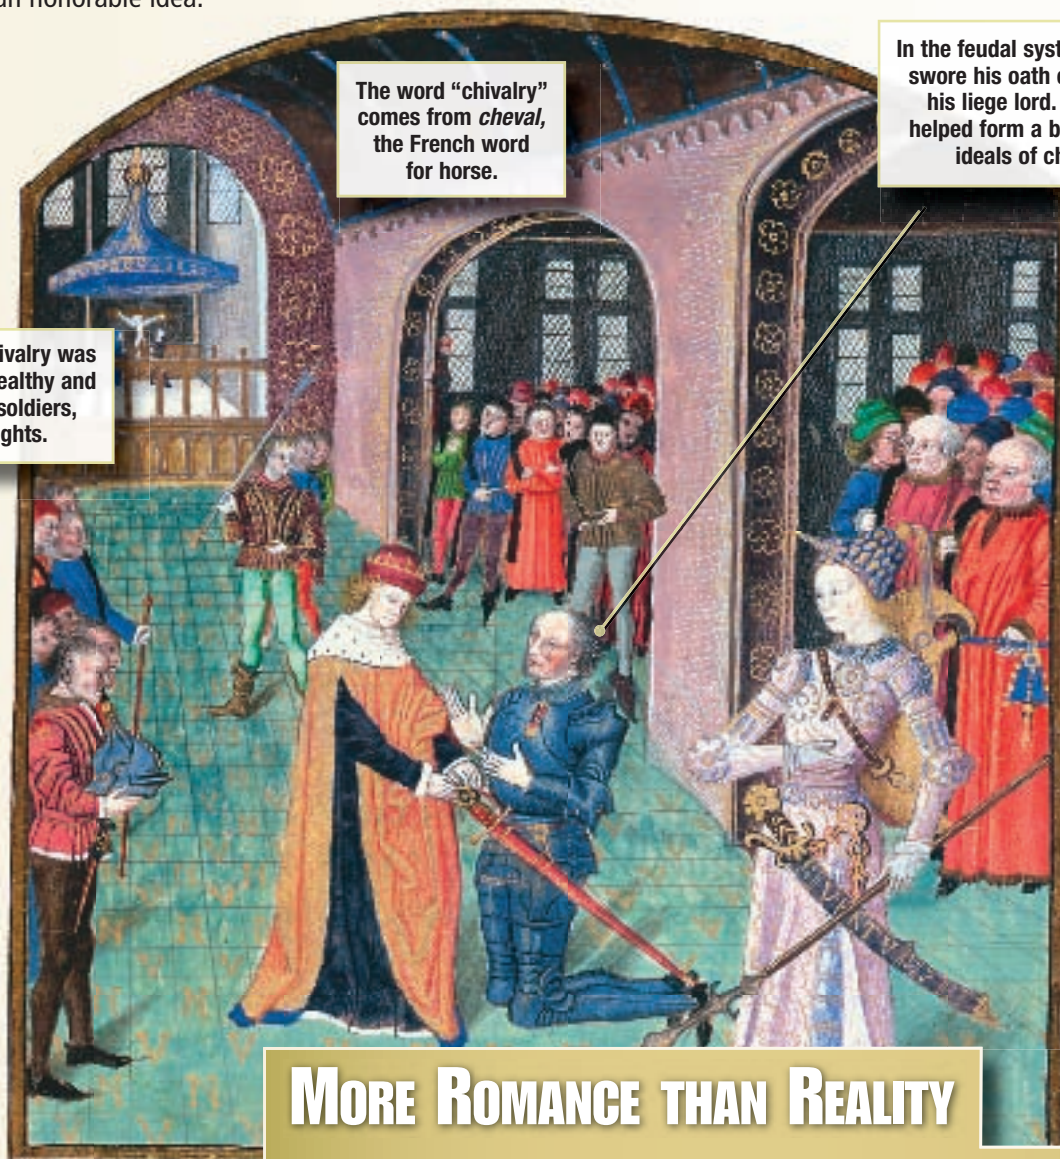 honorable idea.
The word “chivalry”
comes from cheval,
the French word
for horse.
In the feudal syst
swore his oath
his liege lord.
helped form a b
ideals of ch
ivalry was
ealthy and
soldiers,
ghts.
MORE ROMANCE THAN REALITY